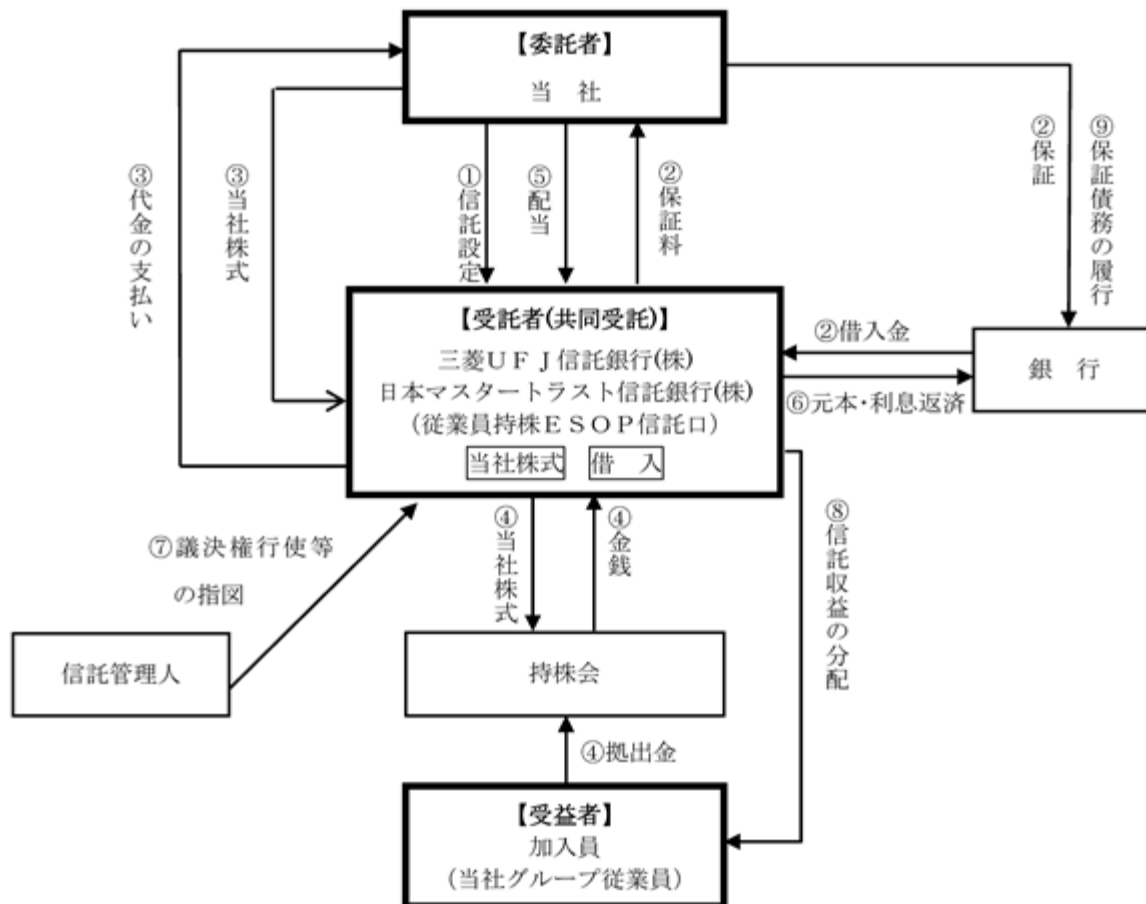 【委託者】
当 社
③代金の支払い
③当社株式
①信託設定
⑤配当
②保証料
②保証
⑨保証債務の履行
【受託者(共同受託)】
三菱UFJ信託銀行(株)
日本マスタートラスト信託銀行(株)
(従業員持株ESOP信託口)
当社株式
借 入
②借入金
⑥元本・利息返済
銀 行
⑦議決権行使等
の指図
④当社株式
④金銭
⑧信託収益の分配
信託管理人
持株会
④拠出金
【受益者】
加入員
(当社グループ従業員)